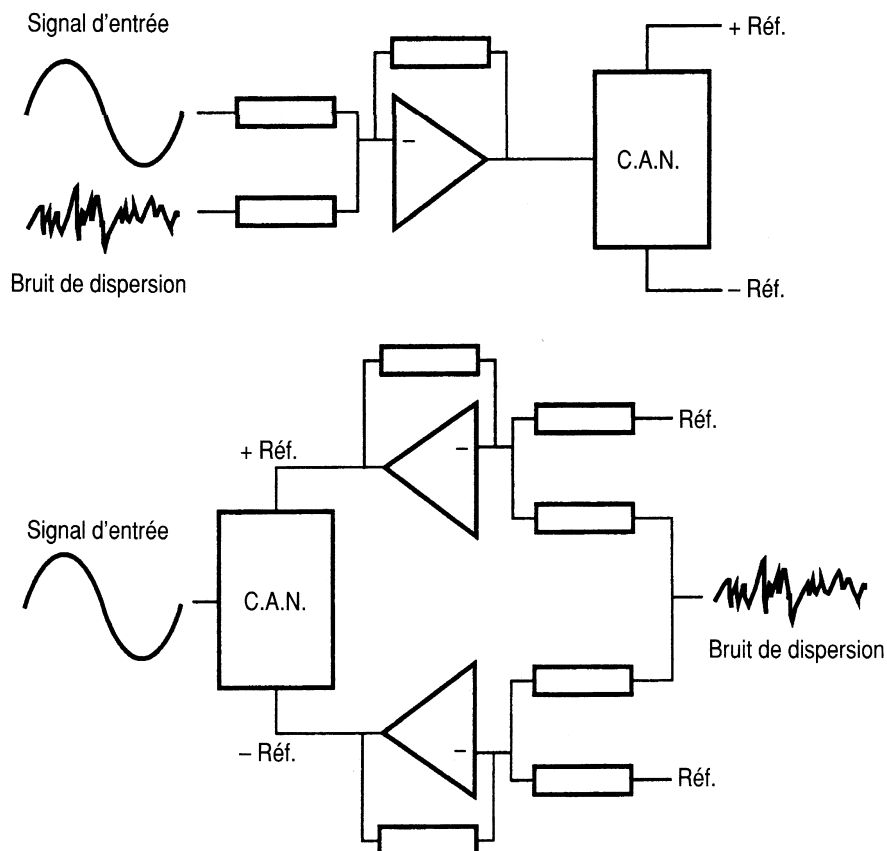 Signal d'entrée
+ Réf.
–
C.A.N.
Bruit de dispersion
– Réf.
–
Réf.
+ Réf.
Signal d'entrée
C.A.N.
Bruit de dispersion
–
– Réf.
Réf.